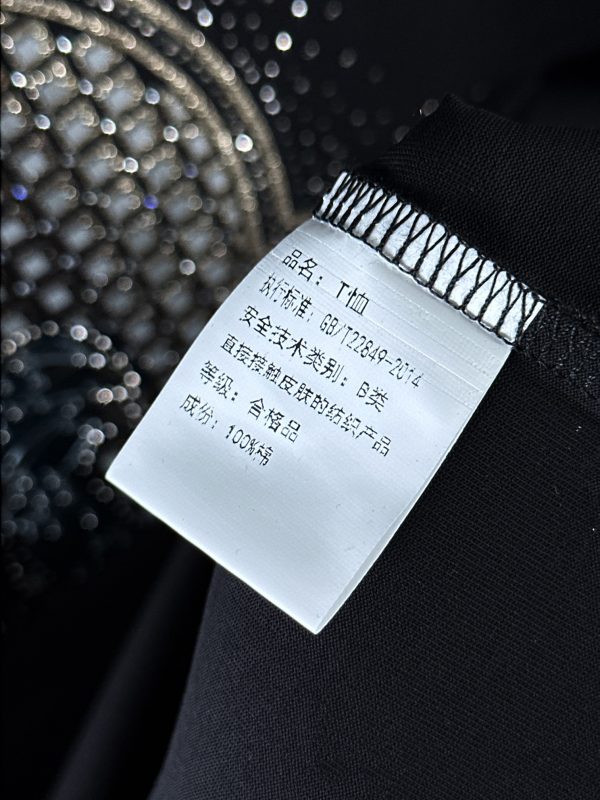 品名：T恤
执行标准：GB/T22849-2014
安全技术类别：B类
直接接触皮肤的纺织产品
等级：合格品
成份：100%棉